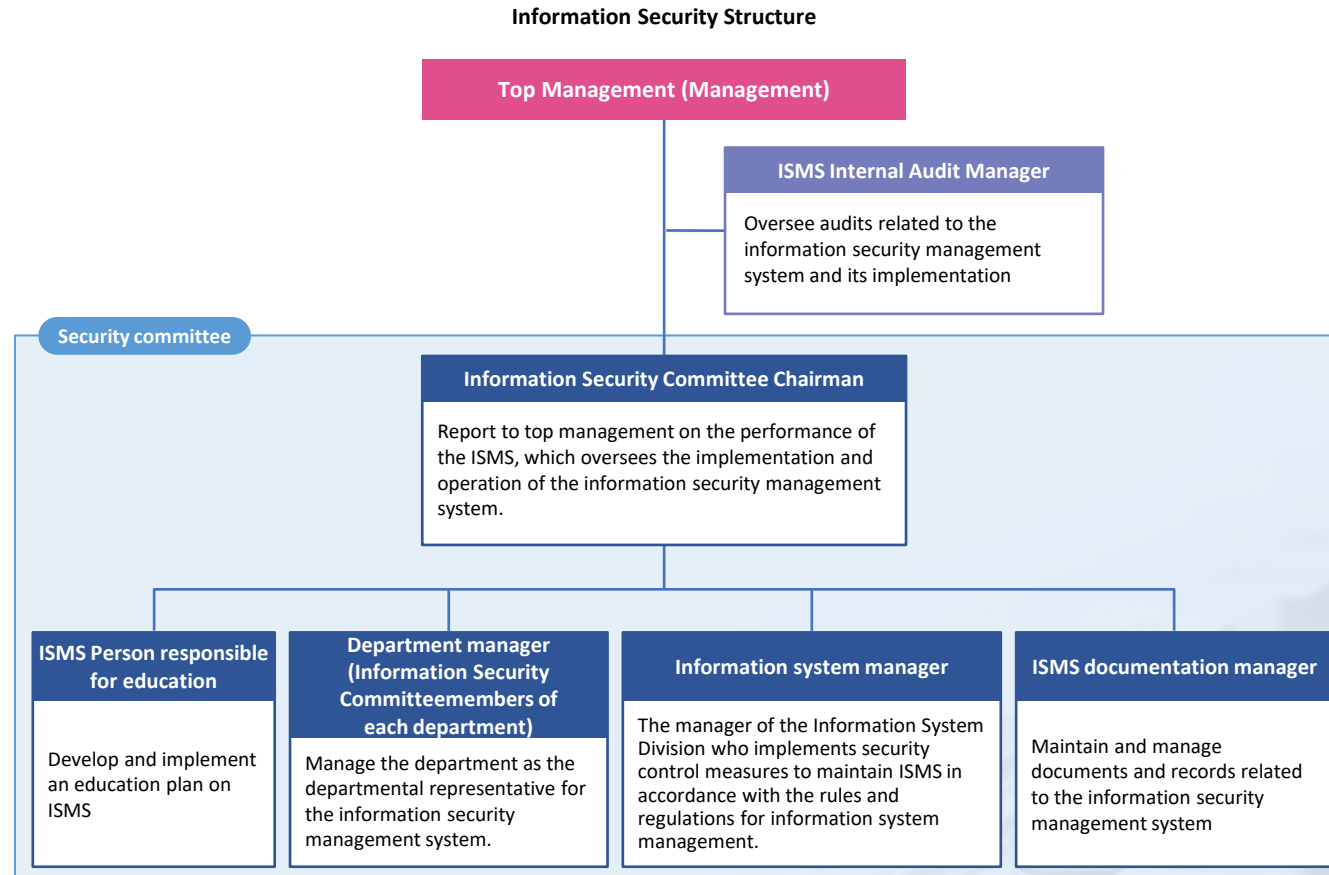 Information Security Structure
Top Management (Management)
ISMS Internal Audit Manager
Oversee audits related to the
information security management
system and its implementation
Security committee
Information Security Committee Chairman
Report to top management on the performance of
the ISMS, which oversees the implementation and
operation of the information security management
system.
ISMS Person responsible
for education
Develop and implement
an education plan on
ISMS
Department manager
(Information Security
Committeemembers of
each department)
Manage the department as the
departmental representative for
the information security
management system.
Information system manager
The manager of the Information System
Division who implements security
control measures to maintain ISMS in
accordance with the rules and
regulations for information system
management.
ISMS documentation manager
Maintain and manage
documents and records related
to the information security
management system